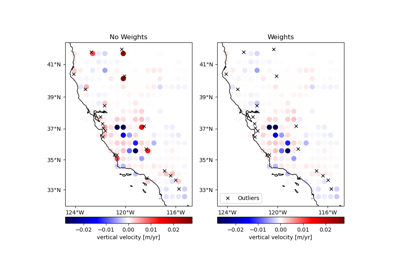 No Weights
Weights
41°N
39°N
37°N
35°N
33°N
124°W
120°W
116°W
41°N
39°N
37°N
35°N
33°N
124°W
120°W
116°W
Outliers
−0.02
−0.01
0.00
0.01
0.02
−0.02
−0.01
0.00
0.01
0.02
vertical velocity [m/yr]
vertical velocity [m/yr]